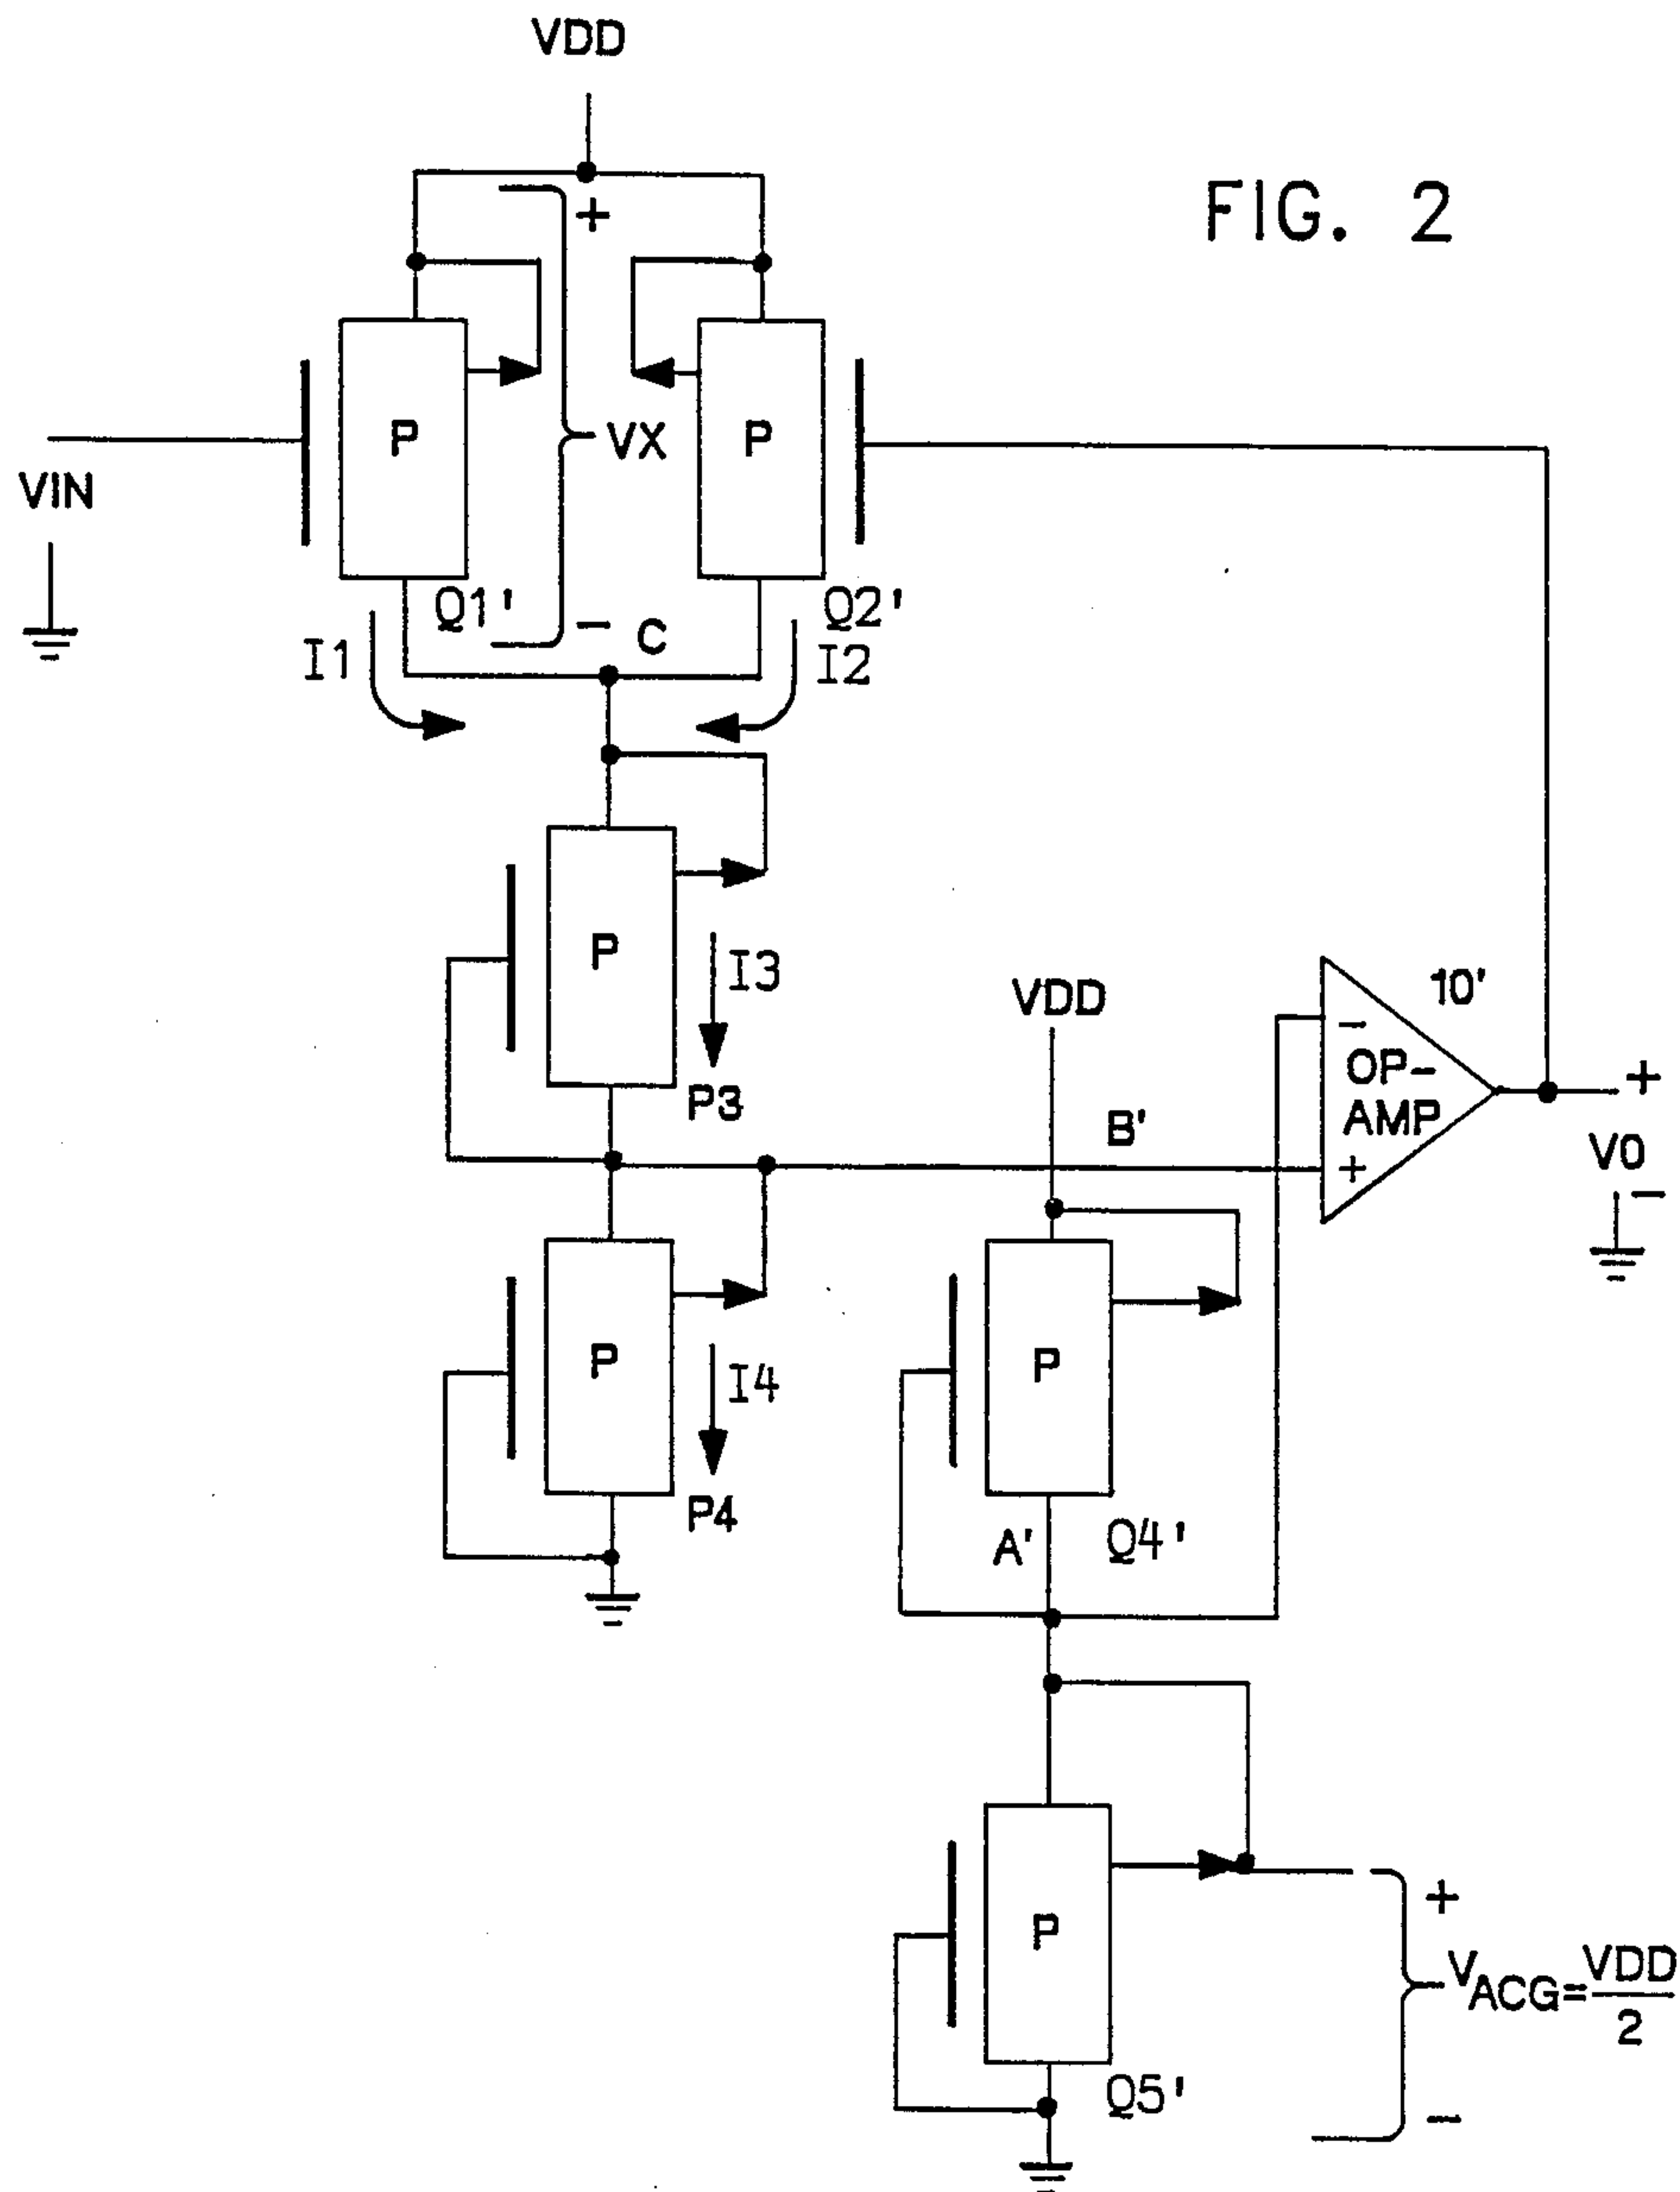 VDD
FIG. 2
+
P
VX
P
VIN
Q1'
- C
Q2'
I1
I2
P
I3
P3
VDD
10'
-
OP-
AMP
+
+
V0
-
B'
P
I4
P4
P
A'
Q4'
P
Q5'
+
VACG=VDD/2
-